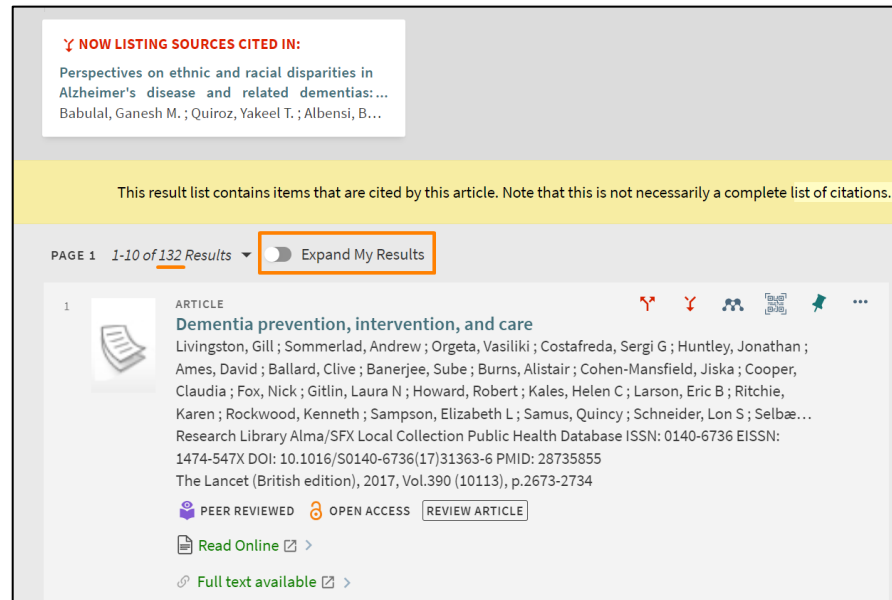 NOW LISTING SOURCES CITED IN:
Perspectives on ethnic and racial disparities in
Alzheimer's disease and related dementias:...
Babulal, Ganesh M. ; Quiroz, Yakeel T. ; Albensi, B...
This result list contains items that are cited by this article. Note that this is not necessarily a complete list of citations.
PAGE 1 1-10 of 132 Results Expand My Results
1
ARTICLE
Dementia prevention, intervention, and care
Livingston, Gill ; Sommerlad, Andrew ; Orgeta, Vasiliki ; Costafreda, Sergi G ; Huntley, Jonathan ;
Ames, David ; Ballard, Clive ; Banerjee, Sube ; Burns, Alistair ; Cohen-Mansfield, Jiska ; Cooper,
Claudia ; Fox, Nick ; Gitlin, Laura N ; Howard, Robert ; Kales, Helen C ; Larson, Eric B ; Ritchie,
Karen ; Rockwood, Kenneth ; Sampson, Elizabeth L ; Samus, Quincy ; Schneider, Lon S ; Selbæ...
Research Library Alma/SFX Local Collection Public Health Database ISSN: 0140-6736 EISSN:
1474-547X DOI: 10.1016/S0140-6736(17)31363-6 PMID: 28735855
The Lancet (British edition), 2017, Vol.390 (10113), p.2673-2734
PEER REVIEWED OPEN ACCESS REVIEW ARTICLE
Read Online
Full text available